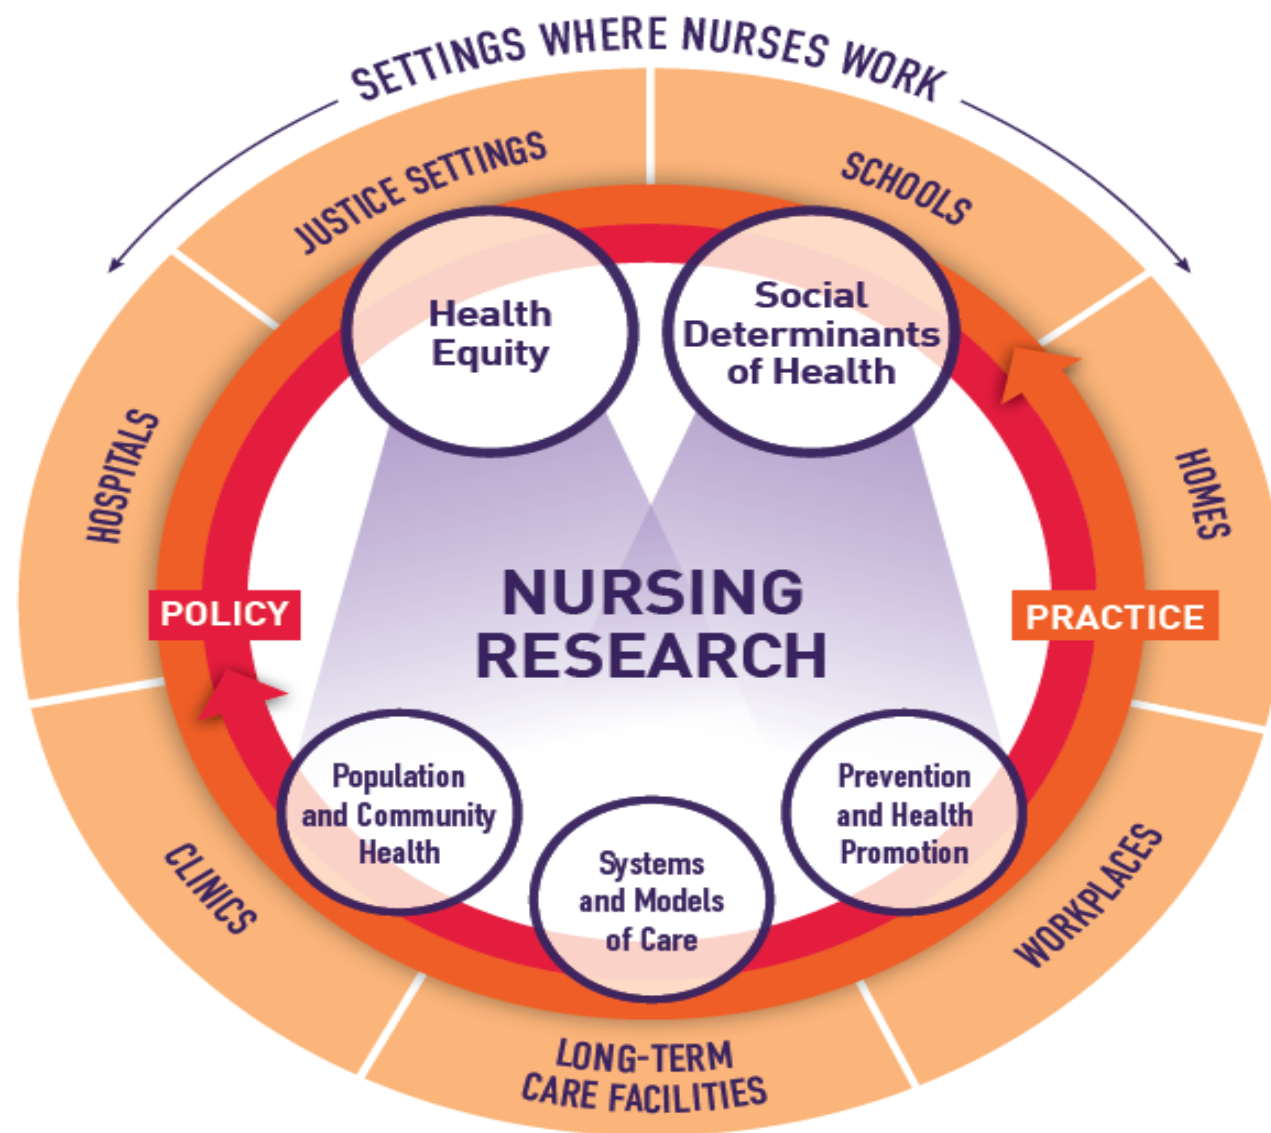 SETTINGS WHERE NURSES WORK
JUSTICE SETTINGS
SCHOOLS
HOSPITALS
HOMES
Health
Equity
Social
Determinants
of Health
NURSING
RESEARCH
POLICY
PRACTICE
Population
and Community
Health
Systems
and Models
of Care
Prevention
and Health
Promotion
CLINICS
WORKPLACES
LONG-TERM
CARE FACILITIES